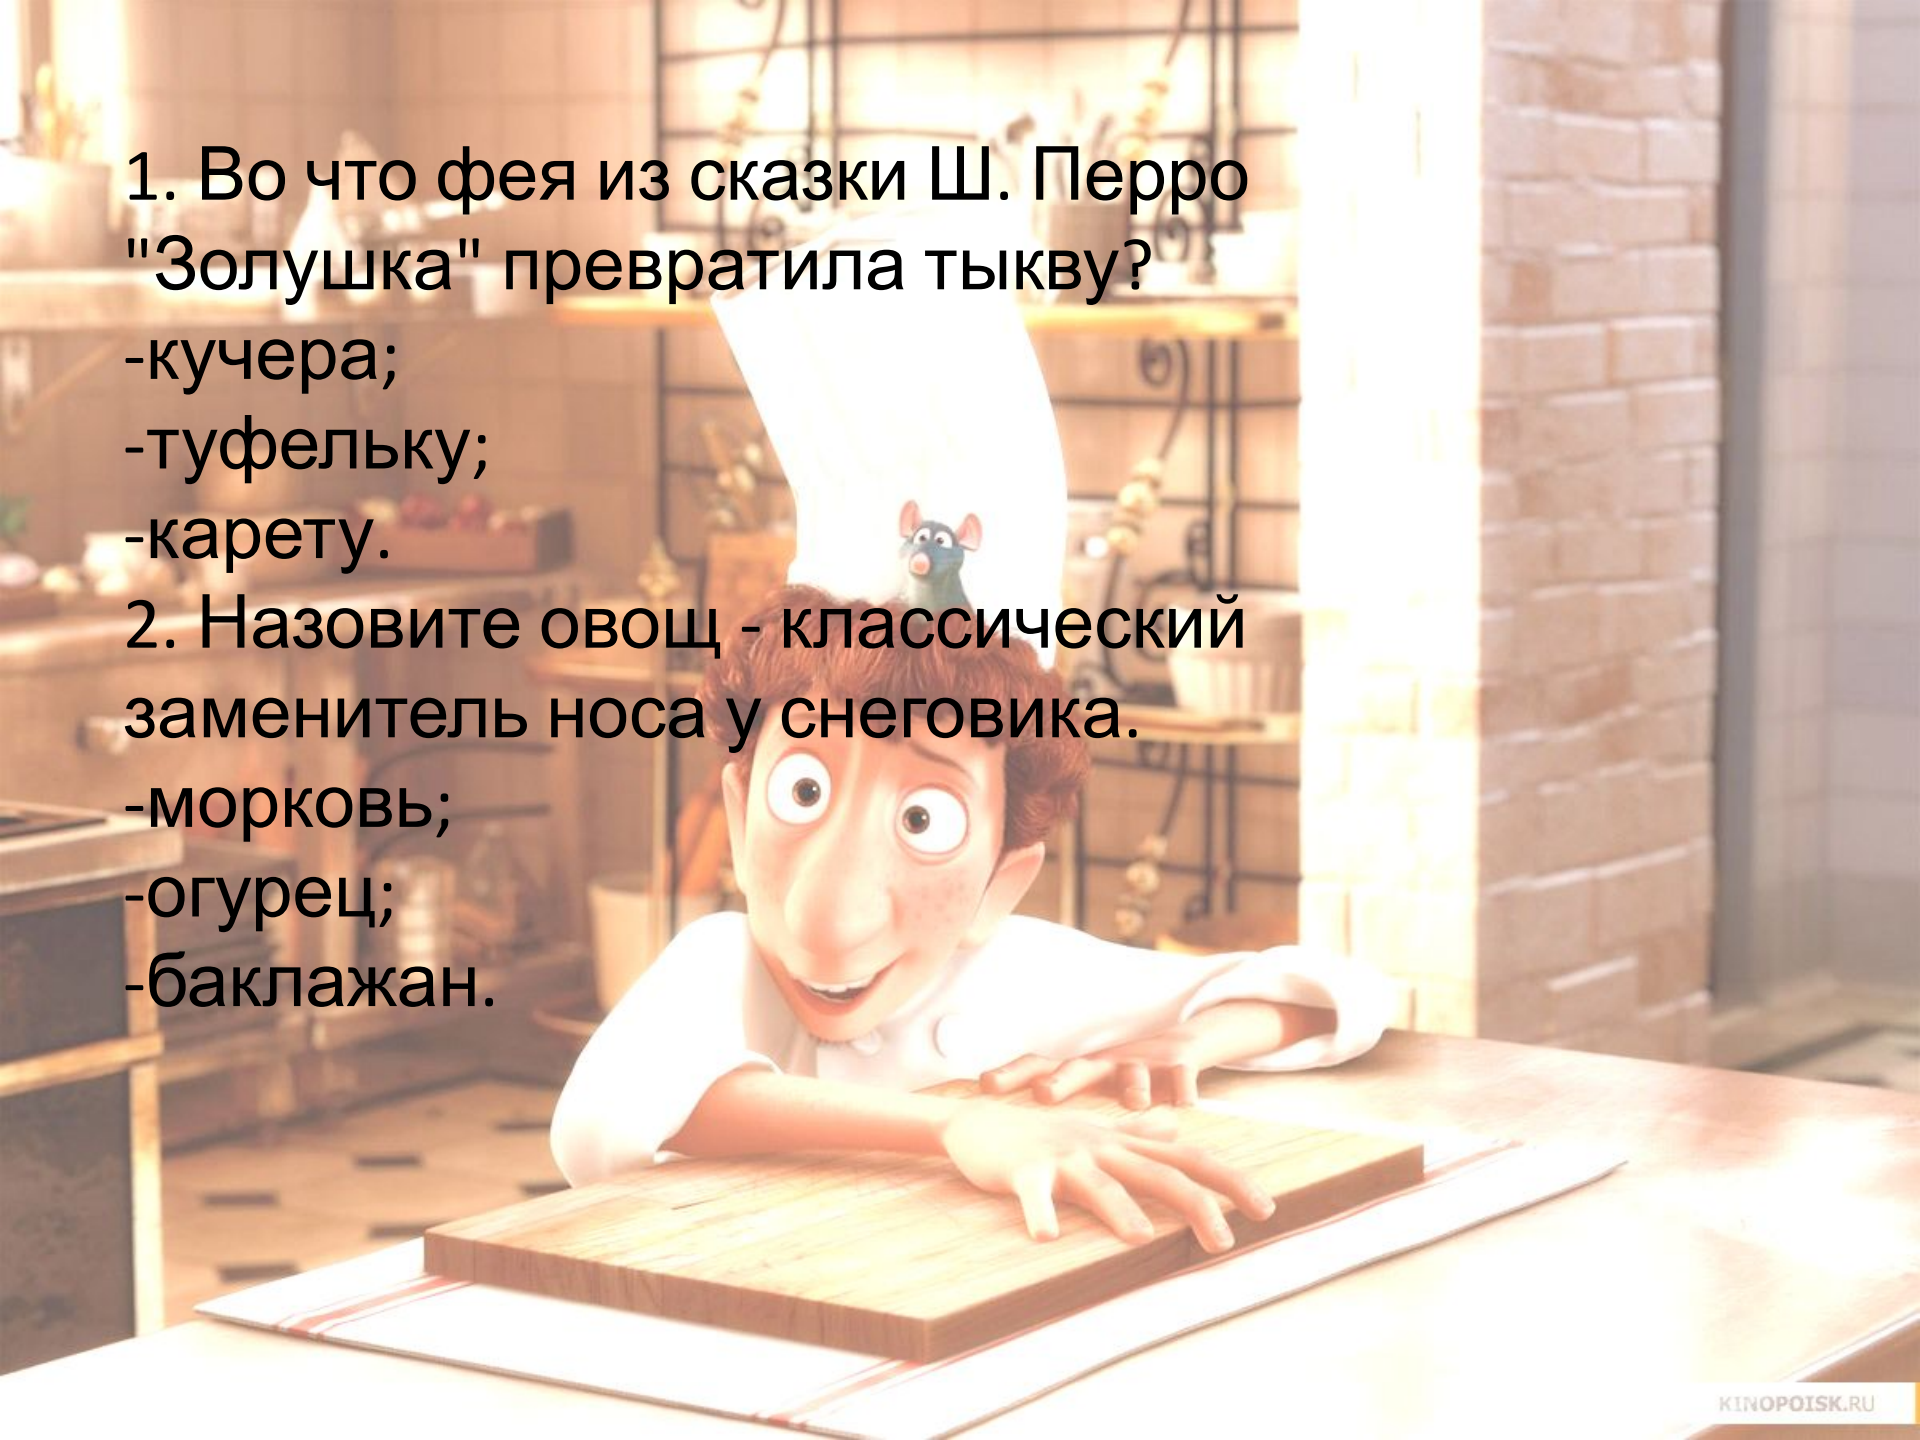 1. Во что фея из сказки Ш. Перро
"Золушка" превратила тыкву?
-кучера;
-туфельку;
-карету.
2. Назовите овощ - классический
заменитель носа у снеговика.
-морковь;
-огурец;
-баклажан.
KINOPOISK.RU